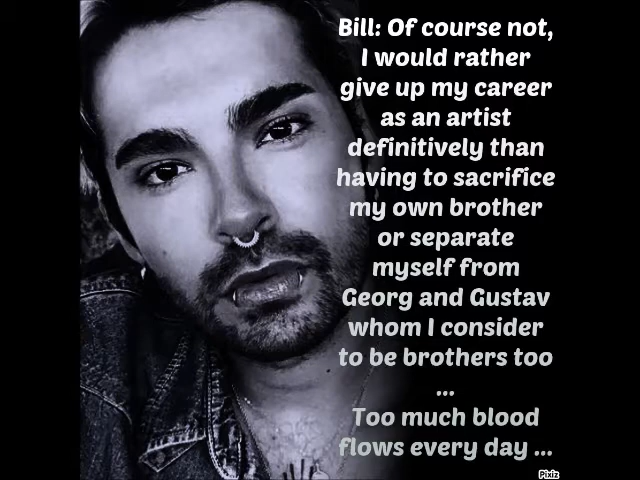 Bill: Of course not,
I would rather
give up my career
as an artist
definitively than
having to sacrifice
my own brother
or separate
myself from
Georg and Gustav
whom I consider
to be brothers too
...
Too much blood
flows every day ...
Pixiz